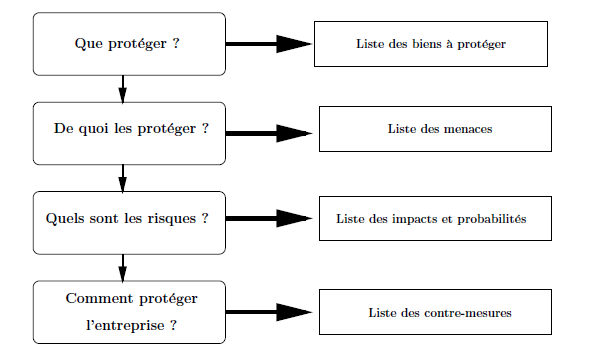 Que protéger ?
Liste des biens à protéger
De quoi les protéger ?
Liste des menaces
Quels sont les risques ?
Liste des impacts et probabilités
Comment protéger
l'entreprise ?
Liste des contre-mesures